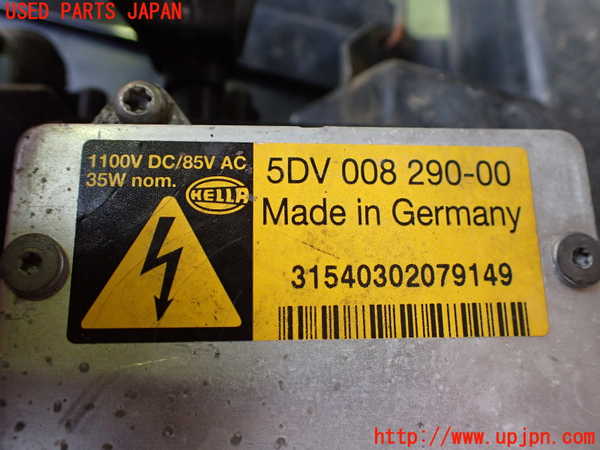 USED PARTS JAPAN
1100V DC/85V AC
35W nom.
HELLA
5DV 008 290-00
Made in Germany
31540302079149
http://www.upjpn.com